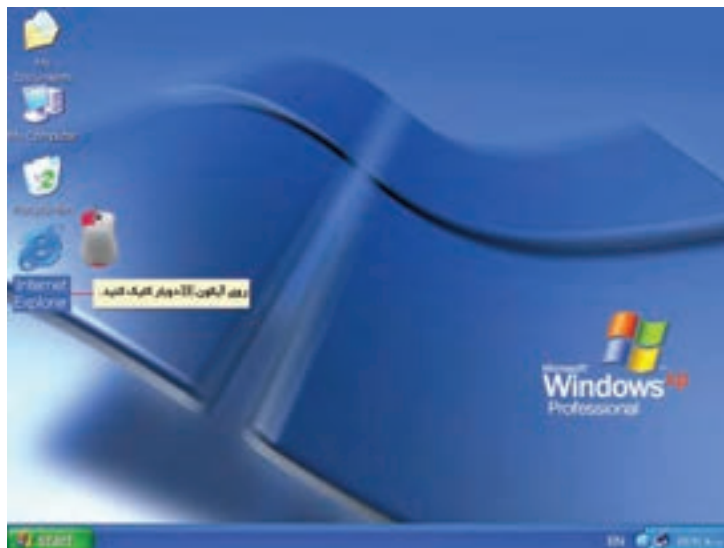 My
Documents
My Computer
Recycle Bin
Internet
Explorer
روی آیکون IE دوبار کلیک کنید.
Microsoft
Windows xp
Professional
start
EN